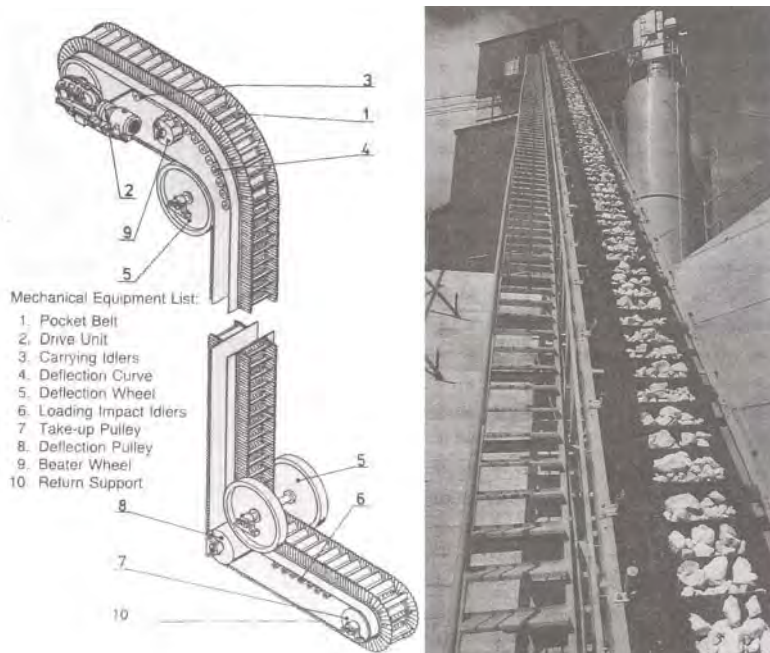 3
1
4
2
9
5
Mechanical Equipment List:
1. Pocket Belt
2. Drive Unit
3. Carrying Idlers
4. Deflection Curve
5. Deflection Wheel
6. Loading Impact Idlers
7 Take-up Pulley
8. Deflection Pulley
9. Beater Wheel
10. Return Support
5
6
8
7
10